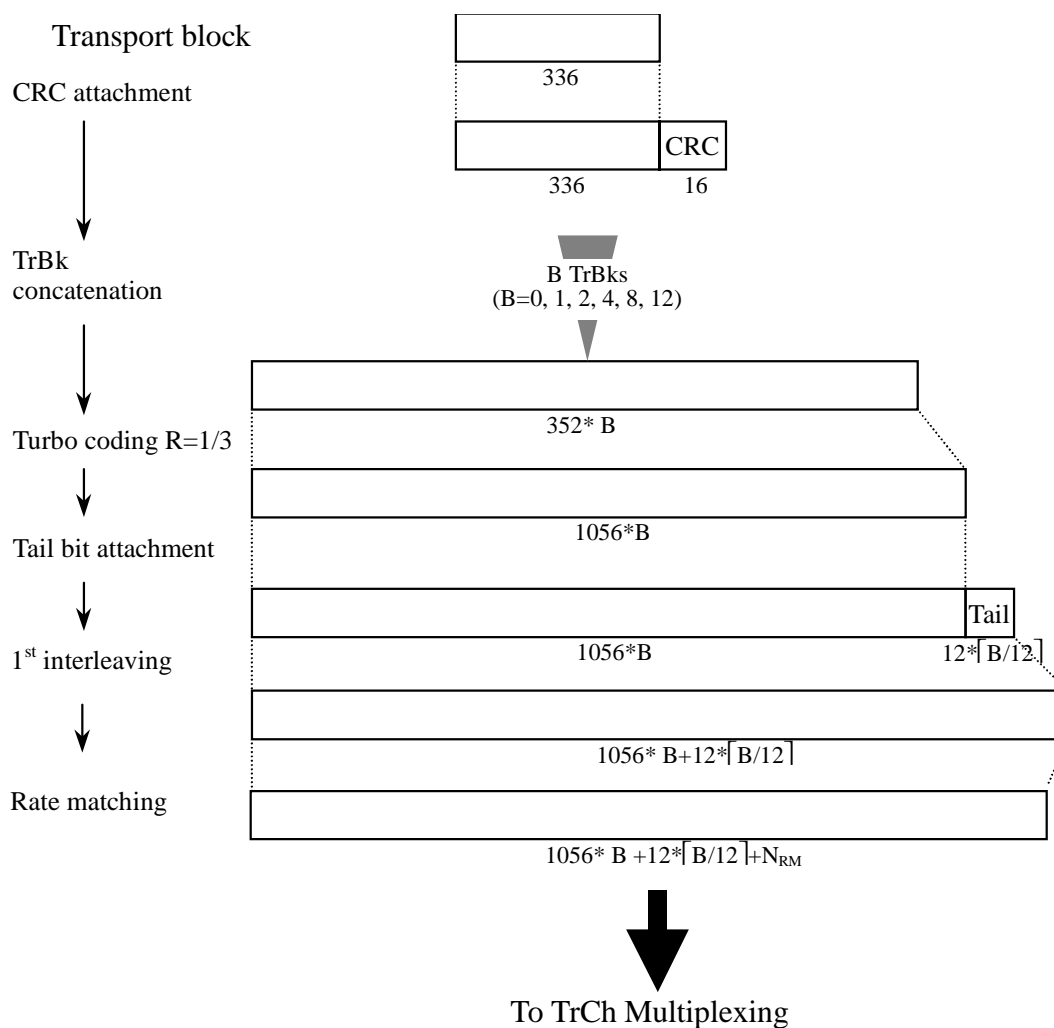 Transport block
336
CRC attachment
CRC
336
16
TrBk
concatenation
B TrBks
(B=0, 1, 2, 4, 8, 12)
352* B
Turbo coding R=1/3
1056*B
Tail bit attachment
Tail
1056*B
12*⌈B/12⌉
1st interleaving
1056* B+12*⌈B/12⌉
Rate matching
1056* B +12*⌈B/12⌉+NRM
To TrCh Multiplexing